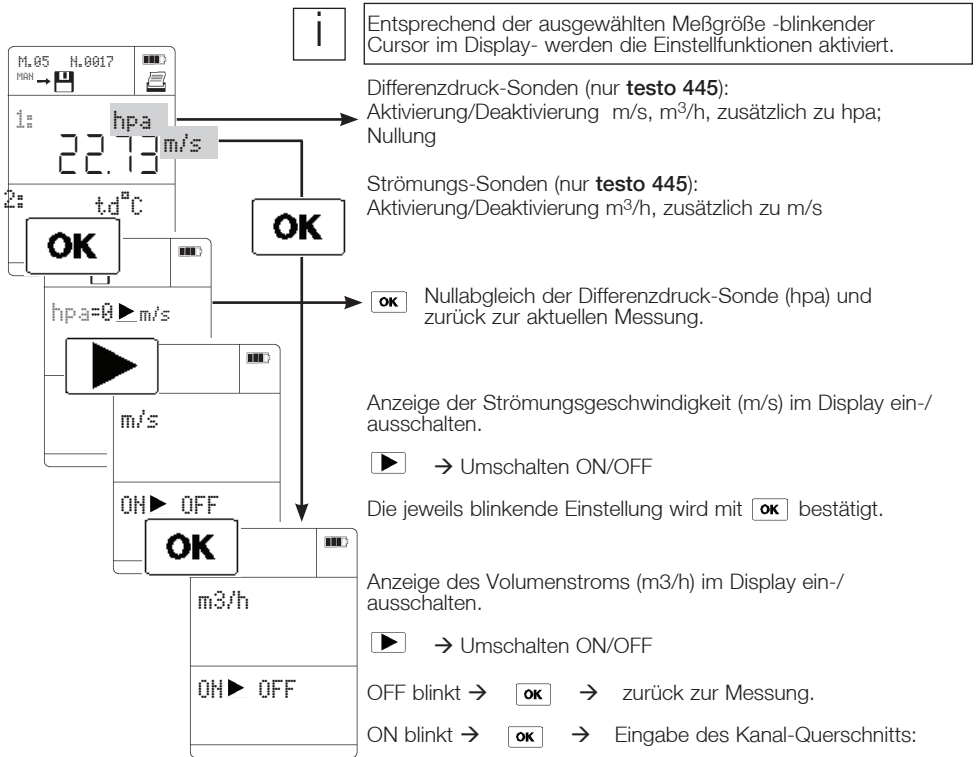 i
Entsprechend der ausgewählten Meßgröße -blinkender
Cursor im Display- werden die Einstellfunktionen aktiviert.
M.05 N.0017
MAN →
1: hpa
22.73 m/s
2: td°C
OK
OK
Differenzdruck-Sonden (nur testo 445):
Aktivierung/Deaktivierung m/s, m³/h, zusätzlich zu hpa;
Nullung
Strömungs-Sonden (nur testo 445):
Aktivierung/Deaktivierung m³/h, zusätzlich zu m/s
hpa=0▶m/s
OK Nullabgleich der Differenzdruck-Sonde (hpa) und
zurück zur aktuellen Messung.
▶
m/s
ON▶ OFF
Anzeige der Strömungsgeschwindigkeit (m/s) im Display ein-/
ausschalten.
▶ → Umschalten ON/OFF
Die jeweils blinkende Einstellung wird mit OK bestätigt.
OK
m3/h
ON▶ OFF
Anzeige des Volumenstroms (m3/h) im Display ein-/
ausschalten.
▶ → Umschalten ON/OFF
OFF blinkt → OK → zurück zur Messung.
ON blinkt → OK → Eingabe des Kanal-Querschnitts: